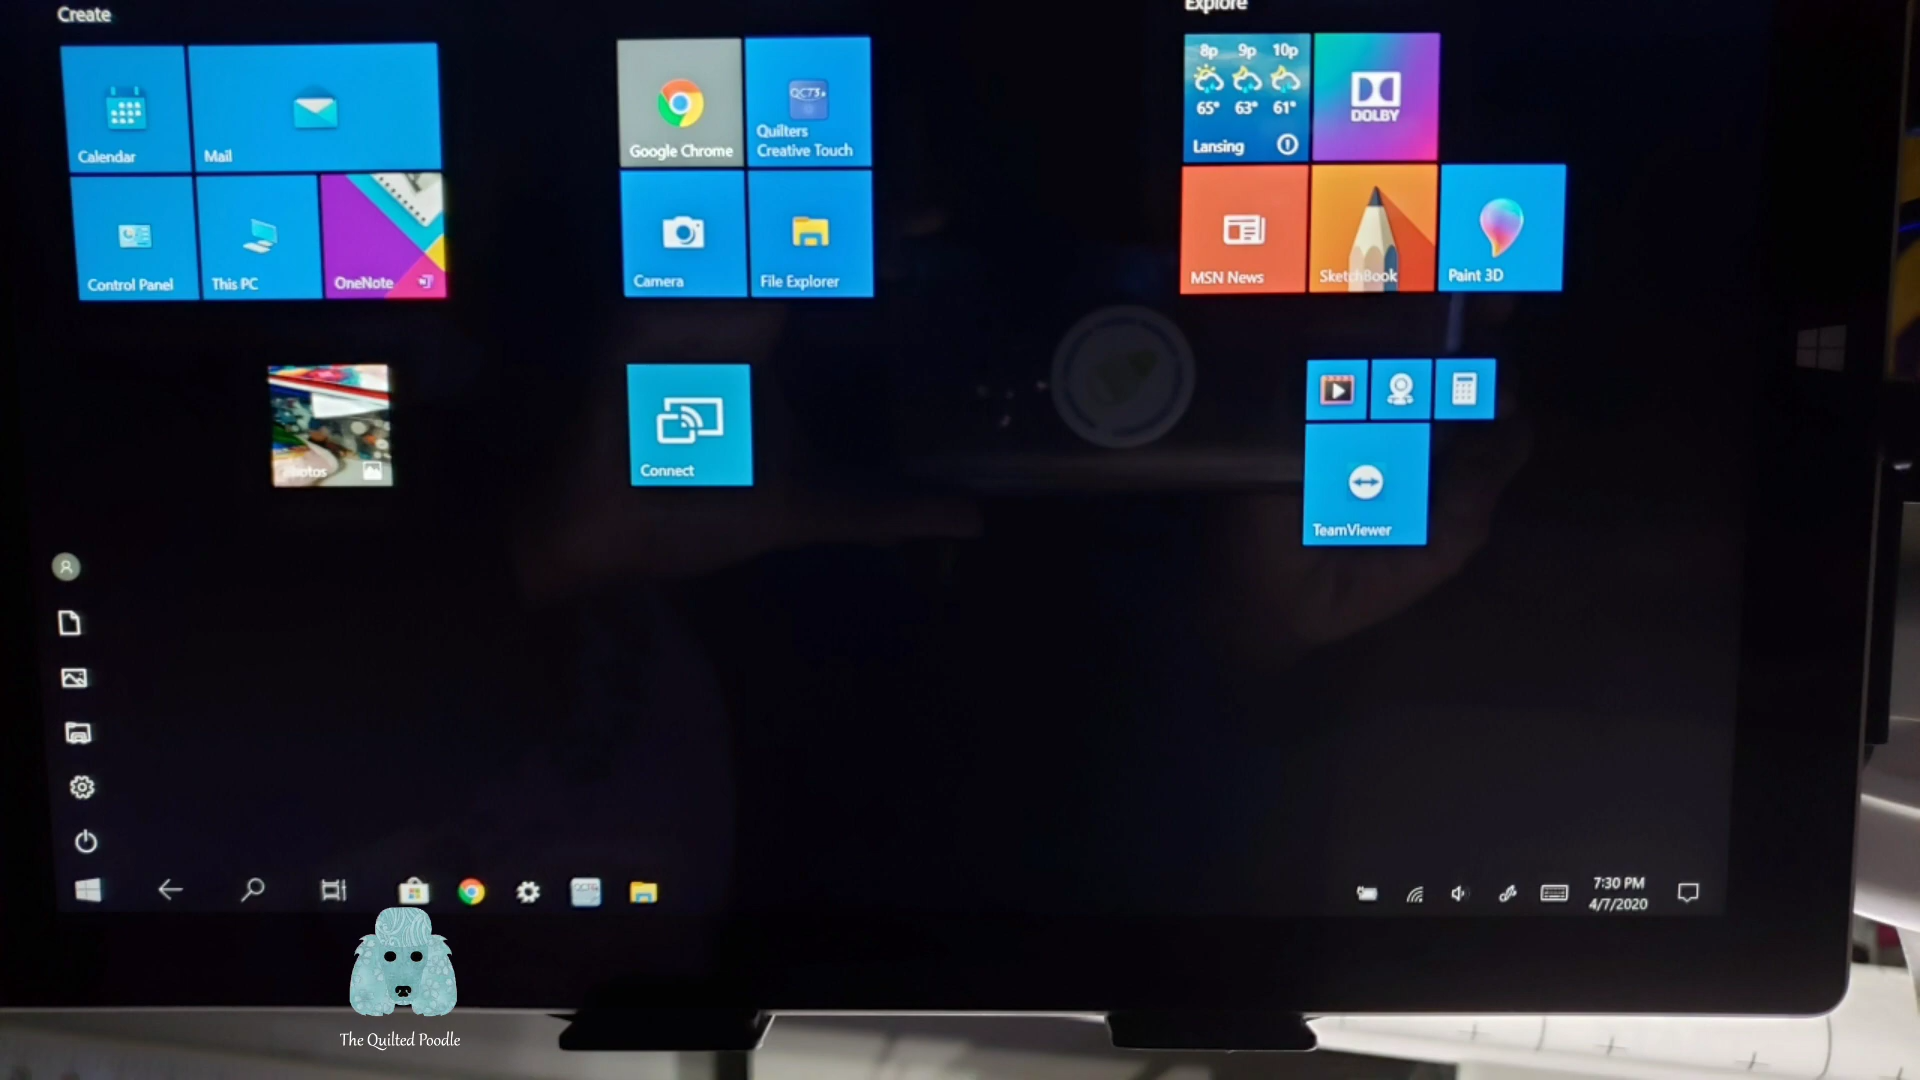 Create
Explore
Calendar
Mail
Control Panel
This PC
OneNote
Google Chrome
QCT5
Quilters
Creative Touch
Camera
File Explorer
8p 9p 10p
65° 63° 61°
Lansing
DOLBY
MSN News
SketchBook
Paint 3D
Photos
Connect
TeamViewer
7:30 PM
4/7/2020
The Quilted Poodle